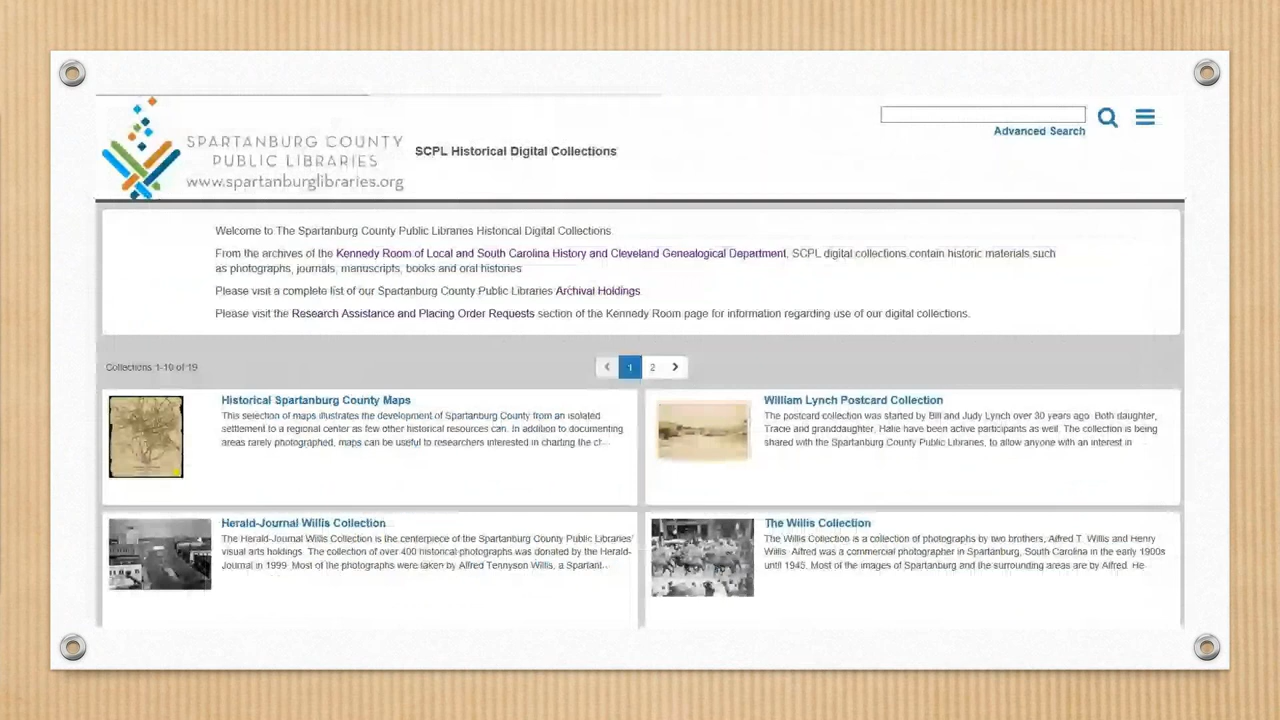 SPARTANBURG COUNTY
PUBLIC LIBRARIES
www.spartanburglibraries.org
SCPL Historical Digital Collections
Advanced Search
Welcome to The Spartanburg County Public Libraries Historical Digital Collections
From the archives of the Kennedy Room of Local and South Carolina History and Cleveland Genealogical Department, SCPL digital collections contain historic materials such
as photographs, journals, manuscripts, books and oral histories
Please visit a complete list of our Spartanburg County Public Libraries Archival Holdings
Please visit the Research Assistance and Placing Order Requests section of the Kennedy Room page for information regarding use of our digital collections.
Collections 1-10 of 19
1 2
Historical Spartanburg County Maps
This selection of maps illustrates the development of Spartanburg County from an isolated
settlement to a regional center as few other historical resources can. In addition to documenting
areas rarely photographed, maps can be useful to researchers interested in charting the ch...
William Lynch Postcard Collection
The postcard collection was started by Bill and Judy Lynch over 30 years ago. Both daughter,
Tracie and granddaughter, Halie have been active participants as well. The collection is being
shared with the Spartanburg County Public Libraries, to allow anyone with an interest in
Herald-Journal Willis Collection
The Herald-Journal Willis Collection is the centerpiece of the Spartanburg County Public Libraries'
visual arts holdings. The collection of over 400 historical photographs was donated by the Herald-
Journal in 1999. Most of the photographs were taken by Alfred Tennyson Willis, a Spartant...
The Willis Collection
The Willis Collection is a collection of photographs by two brothers, Alfred T. Willis and Henry
Willis. Alfred was a commercial photographer in Spartanburg, South Carolina in the early 1900s
until 1945. Most of the images of Spartanburg and the surrounding areas are by Alfred. He